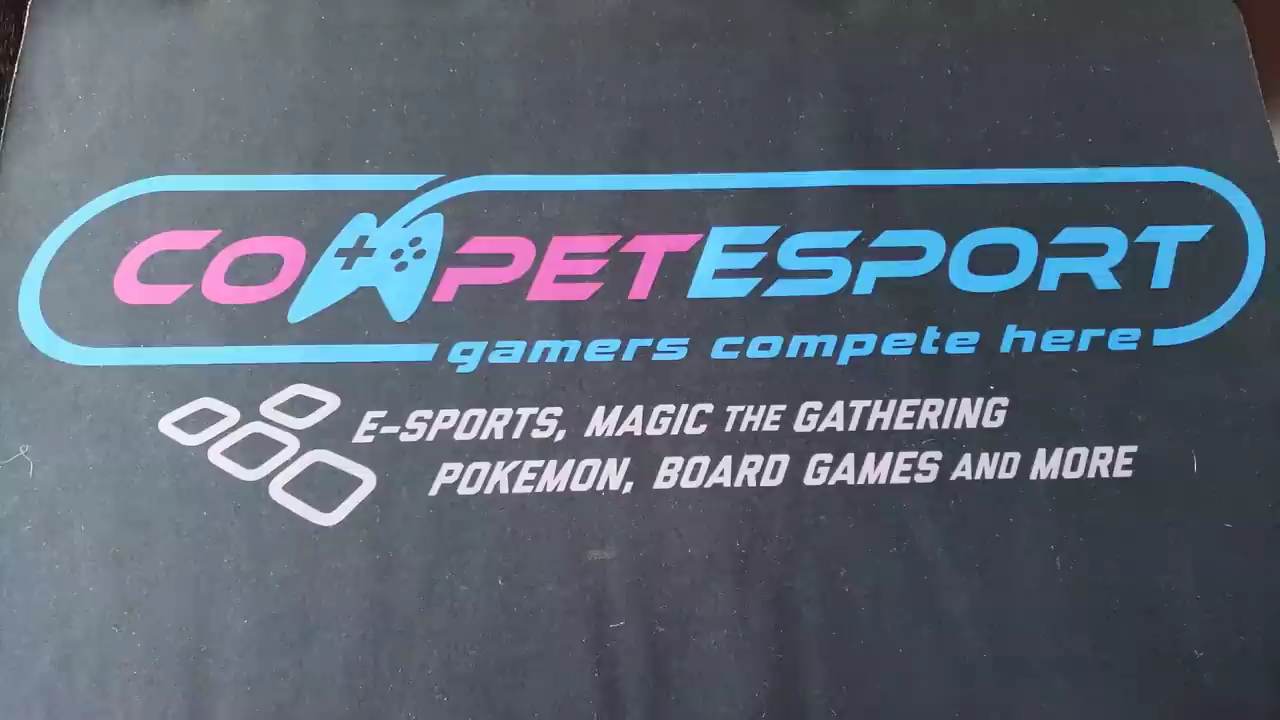 COMPETESPORT
gamers compete here
E-SPORTS, MAGIC THE GATHERING
POKEMON, BOARD GAMES AND MORE